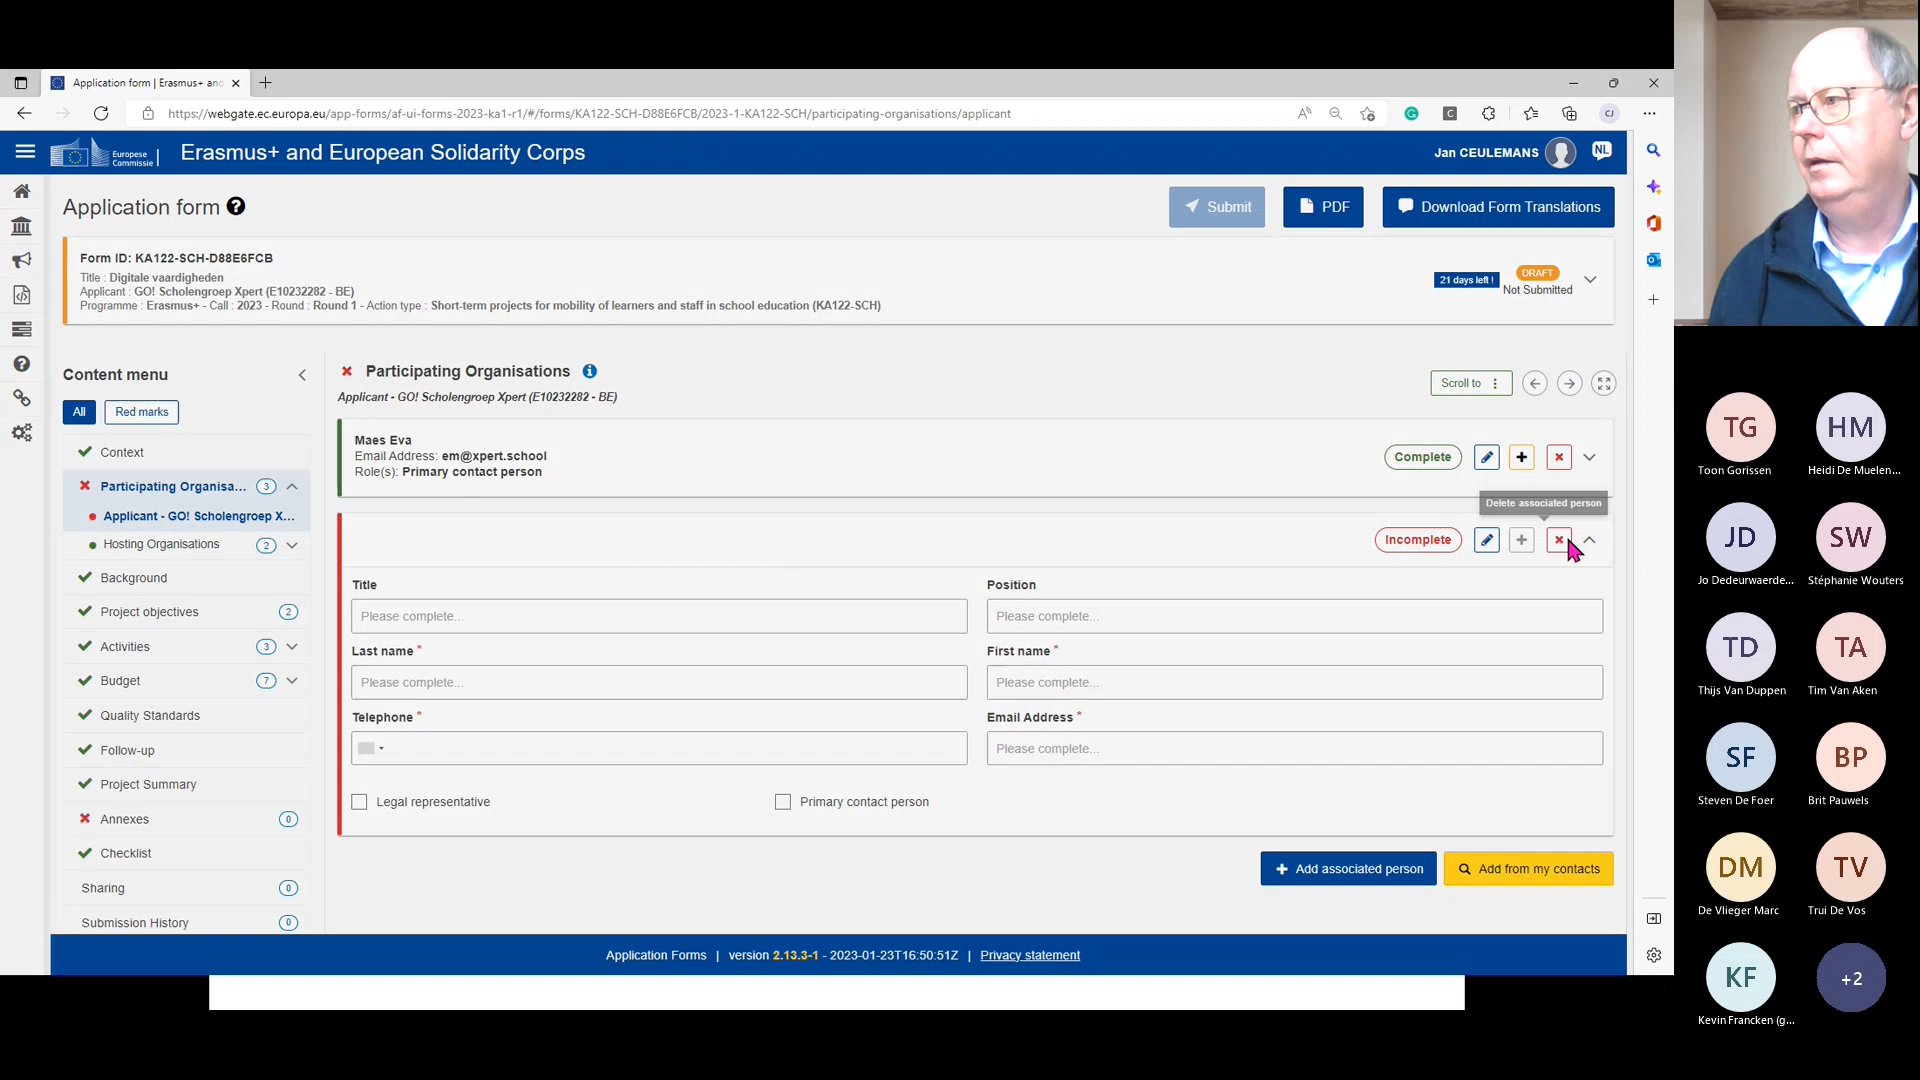 Application form | Erasmus+ and
https://webgate.ec.europa.eu/app-forms/af-ui-forms-2023-ka1-r1/#/forms/KA122-SCH-D88E6FCB/2023-1-KA122-SCH/participating-organisations/applicant
CJ
Europese
Commissie
Erasmus+ and European Solidarity Corps
Jan CEULEMANS
NL
Application form
Submit
PDF
Download Form Translations
Form ID: KA122-SCH-D88E6FCB
Title : Digitale vaardigheden
Applicant : GO! Scholengroep Xpert (E10232282 - BE)
Programme : Erasmus+ - Call : 2023 - Round : Round 1 - Action type : Short-term projects for mobility of learners and staff in school education (KA122-SCH)
21 days left !
DRAFT
Not Submitted
Content menu
All
Red marks
Context
Participating Organisa... 3
Applicant - GO! Scholengroep X...
Hosting Organisations 2
Background
Project objectives 2
Activities 3
Budget 7
Quality Standards
Follow-up
Project Summary
Annexes 0
Checklist
Sharing 0
Submission History 0
Participating Organisations
Applicant - GO! Scholengroep Xpert (E10232282 - BE)
Scroll to
Maes Eva
Email Address: em@xpert.school
Role(s): Primary contact person
Complete
Delete associated person
Incomplete
Title
Position
Please complete...
Please complete...
Last name *
First name *
Please complete...
Please complete...
Telephone *
Email Address *
Please complete...
Legal representative
Primary contact person
Add associated person
Add from my contacts
Application Forms | version 2.13.3-1 - 2023-01-23T16:50:51Z | Privacy statement
TG
HM
Toon Gorissen
Heidi De Muelen...
JD
SW
Jo Dedeurwaerde...
Stéphanie Wouters
TD
TA
Thijs Van Duppen
Tim Van Aken
SF
BP
Steven De Foer
Brit Pauwels
DM
TV
De Vlieger Marc
Trui De Vos
KF
+2
Kevin Francken (g...